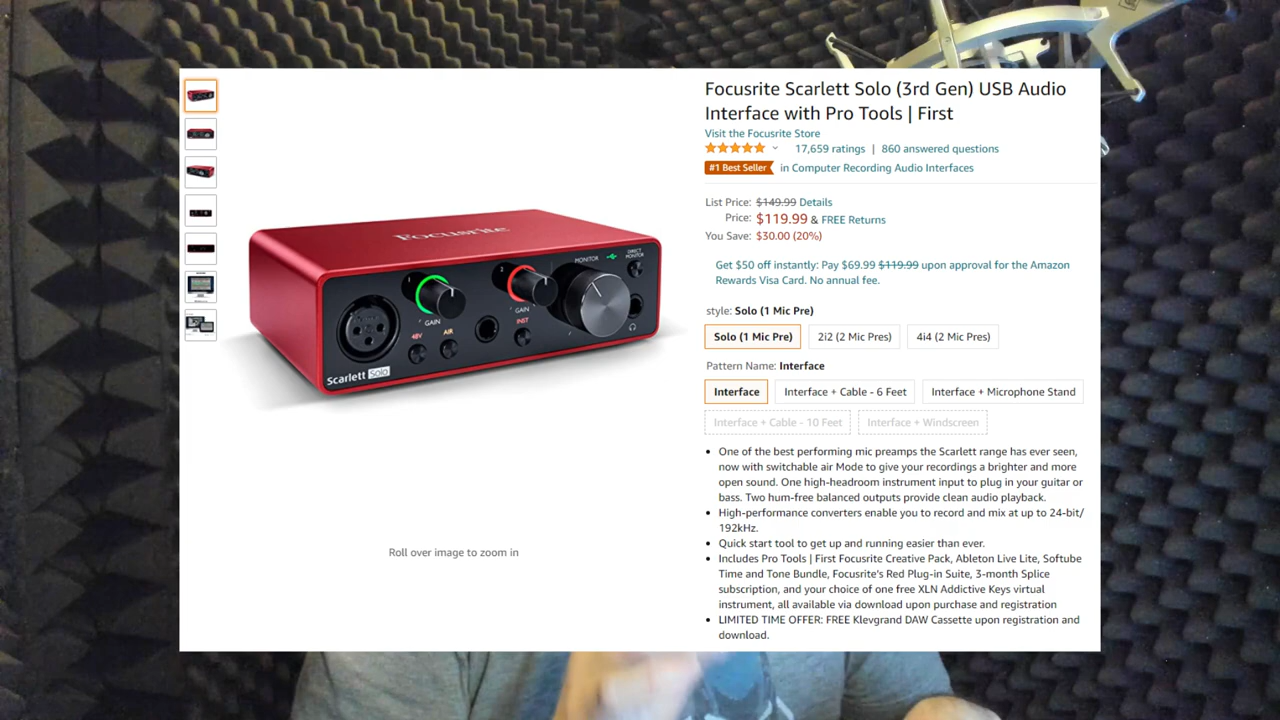 Focusrite Scarlett Solo (3rd Gen) USB Audio
Interface with Pro Tools | First
Visit the Focusrite Store
17,659 ratings | 860 answered questions
#1 Best Seller in Computer Recording Audio Interfaces
List Price: $149.99 Details
Price: $119.99 & FREE Returns
You Save: $30.00 (20%)
Get $50 off instantly: Pay $69.99 $119.99 upon approval for the Amazon
Rewards Visa Card. No annual fee.
style: Solo (1 Mic Pre)
Solo (1 Mic Pre) 2i2 (2 Mic Pres) 4i4 (2 Mic Pres)
Pattern Name: Interface
Interface Interface + Cable - 6 Feet Interface + Microphone Stand
Interface + Cable - 10 Feet Interface + Windscreen
• One of the best performing mic preamps the Scarlett range has ever seen,
now with switchable air Mode to give your recordings a brighter and more
open sound. One high-headroom instrument input to plug in your guitar or
bass. Two hum-free balanced outputs provide clean audio playback.
• High-performance converters enable you to record and mix at up to 24-bit/
192kHz.
• Quick start tool to get up and running easier than ever.
• Includes Pro Tools | First Focusrite Creative Pack, Ableton Live Lite, Softube
Time and Tone Bundle, Focusrite's Red Plug-in Suite, 3-month Splice
subscription, and your choice of one free XLN Addictive Keys virtual
instrument, all available via download upon purchase and registration
• LIMITED TIME OFFER: FREE Klevgrand DAW Cassette upon registration and
download.
Focusrite
MONITOR
DIRECT
MONITOR
2
GAIN
GAIN
INST
48V
AIR
Scarlett Solo
Roll over image to zoom in